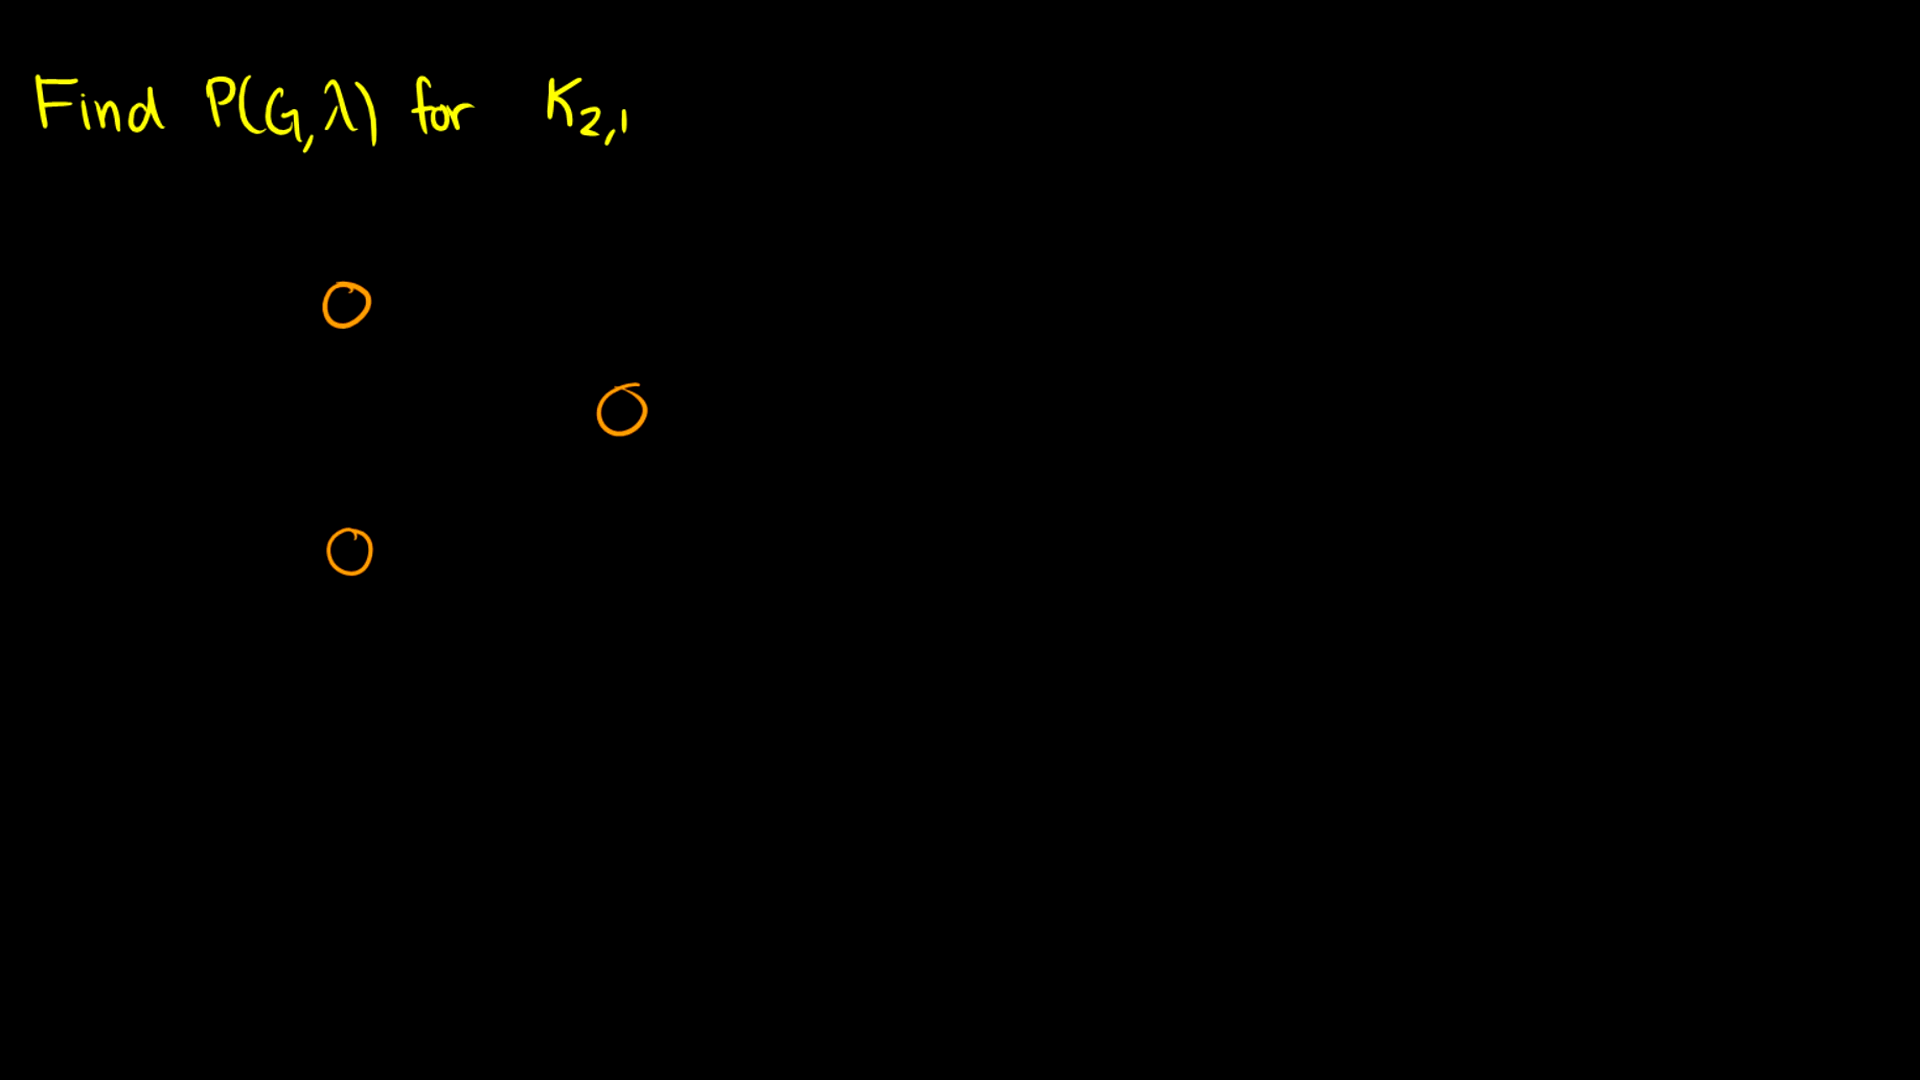 Find P(G,λ) for K₂,₁